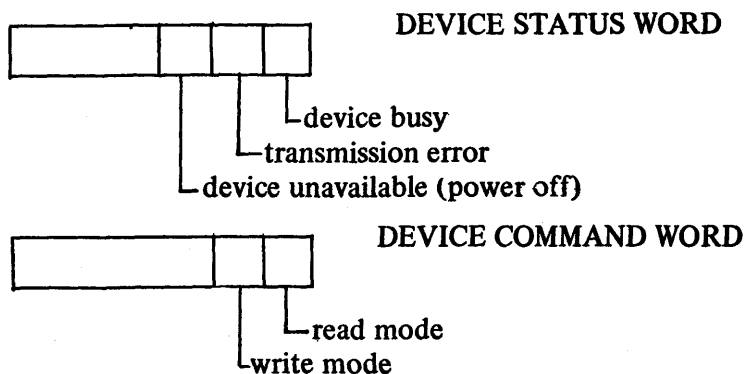 DEVICE STATUS WORD
device busy
transmission error
device unavailable (power off)
DEVICE COMMAND WORD
read mode
write mode